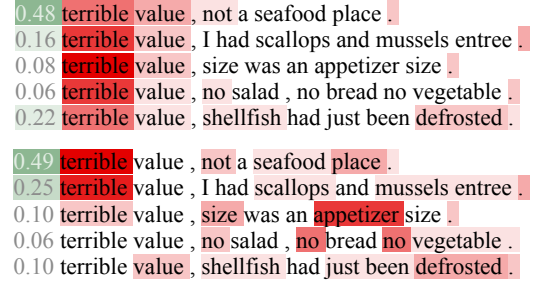 0.48 terrible value , not a seafood place .
0.16 terrible value , I had scallops and mussels entree .
0.08 terrible value , size was an appetizer size .
0.06 terrible value , no salad , no bread no vegetable .
0.22 terrible value , shellfish had just been defrosted .
0.49 terrible value , not a seafood place .
0.25 terrible value , I had scallops and mussels entree .
0.10 terrible value , size was an appetizer size .
0.06 terrible value , no salad , no bread no vegetable .
0.10 terrible value , shellfish had just been defrosted .